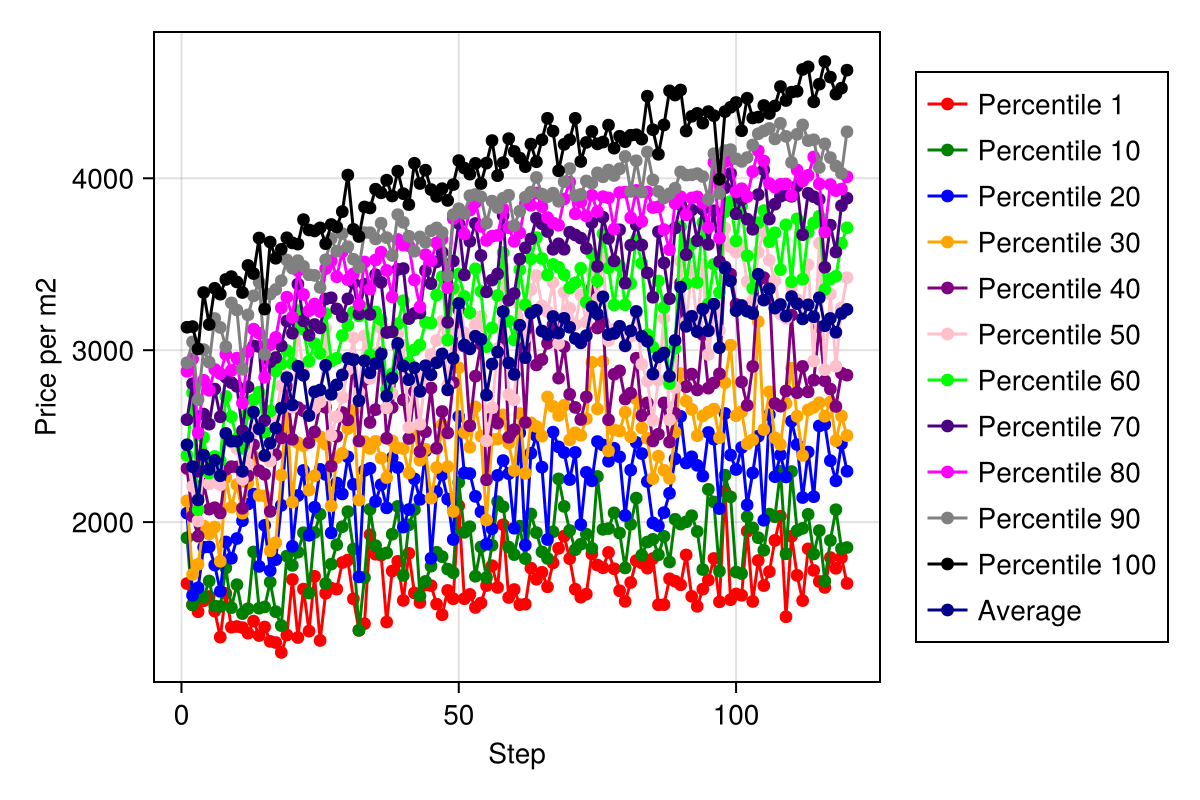 4000
3000
2000
Price per m2
0
50
100
Step
Percentile 1
Percentile 10
Percentile 20
Percentile 30
Percentile 40
Percentile 50
Percentile 60
Percentile 70
Percentile 80
Percentile 90
Percentile 100
Average